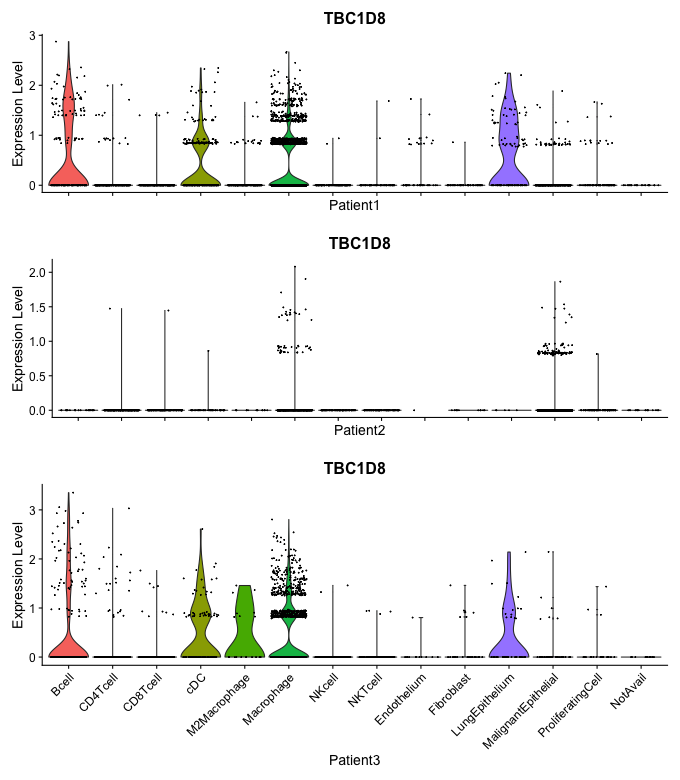 TBC1D8
Expression Level
3
2
1
0
Patient1
TBC1D8
Expression Level
2.0
1.5
1.0
0.5
0.0
Patient2
TBC1D8
Expression Level
3
2
1
0
Bcell
CD4Tcell
CD8Tcell
cDC
M2Macrophage
Macrophage
NKcell
NKTcell
Endothelium
Fibroblast
LungEpithelium
MalignantEpithelial
ProliferatingCell
NotAvail
Patient3